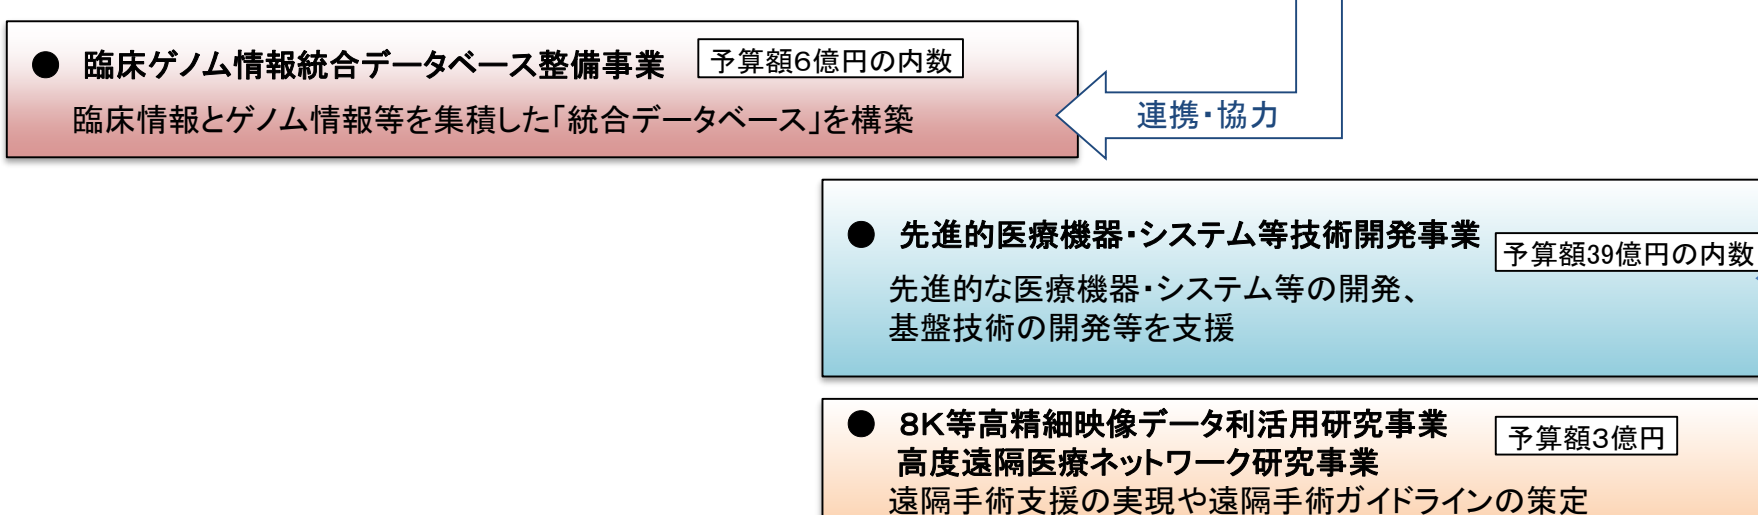 ● 臨床ゲノム情報統合データベース整備事業 予算額6億円の内数
臨床情報とゲノム情報等を集積した「統合データベース」を構築
連携・協力
● 先進的医療機器・システム等技術開発事業 予算額39億円の内数
先進的な医療機器・システム等の開発、
基盤技術の開発等を支援
● 8K等高精細映像データ利活用研究事業 予算額3億円
高度遠隔医療ネットワーク研究事業
遠隔手術支援の実現や遠隔手術ガイドラインの策定